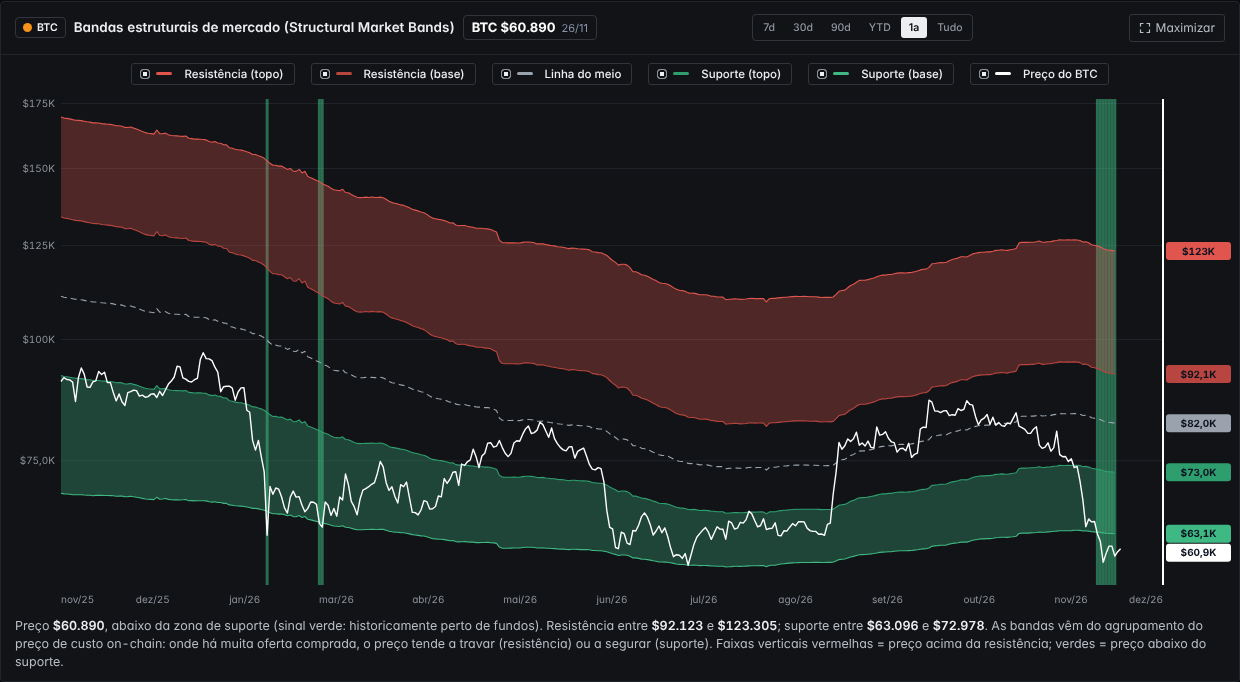 BTC Bandas estruturais de mercado (Structural Market Bands) BTC $60.890 26/11 7d 30d 90d YTD 1a Tudo Maximizar
Resistência (topo) Resistência (base) Linha do meio Suporte (topo) Suporte (base) Preço do BTC
$175K
$150K
$125K
$100K
$75,0K
$123K
$92,1K
$82,0K
$73,0K
$63,1K
$60,9K
nov/25 dez/25 jan/26 mar/26 abr/26 mai/26 jun/26 jul/26 ago/26 set/26 out/26 nov/26 dez/26
Preço $60.890, abaixo da zona de suporte (sinal verde: historicamente perto de fundos). Resistência entre $92.123 e $123.305; suporte entre $63.096 e $72.978. As bandas vêm do agrupamento do
preço de custo on-chain: onde há muita oferta comprada, o preço tende a travar (resistência) ou a segurar (suporte). Faixas verticais vermelhas = preço acima da resistência; verdes = preço abaixo do
suporte.